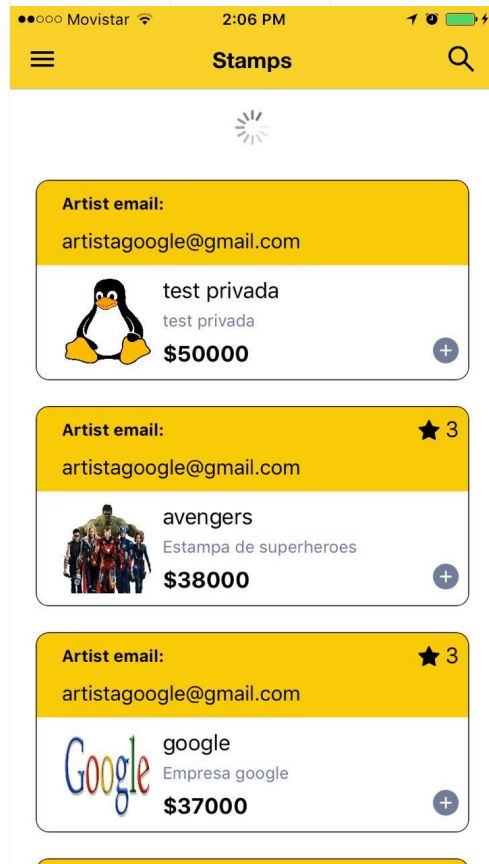 Movistar 2:06 PM
Stamps
Artist email:
artistagoogle@gmail.com
test privada
test privada
$50000
Artist email: 3
artistagoogle@gmail.com
avengers
Estampa de superheroes
$38000
Artist email: 3
artistagoogle@gmail.com
Google
google
Empresa google
$37000